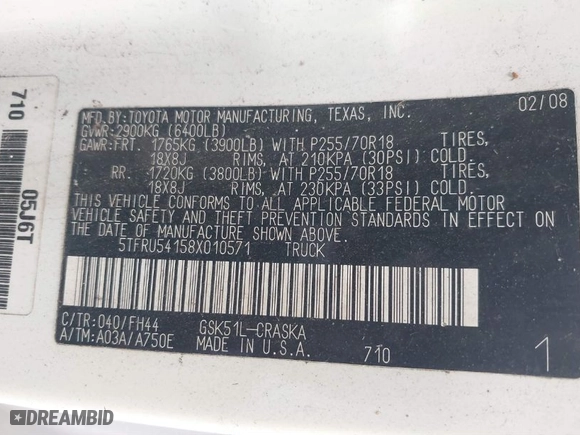 MFD.BY:TOYOTA MOTOR MANUFACTURING, TEXAS, INC. 02/08
GVWR:2900KG (6400LB)
GAWR:FRT. 1765KG (3900LB) WITH P255/70R18 TIRES,
18X8J RIMS, AT 210KPA (30PSI) COLD.
RR. 1720KG (3800LB) WITH P255/70R18 TIRES,
18X8J RIMS, AT 230KPA (33PSI) COLD.
THIS VEHICLE CONFORMS TO ALL APPLICABLE FEDERAL MOTOR
VEHICLE SAFETY AND THEFT PREVENTION STANDARDS IN EFFECT ON
THE DATE OF MANUFACTURE SHOWN ABOVE.
5TFRU54158X010571 TRUCK
C/TR:040/FH44 GSK51L-CRASKA
A/TM:A03A/A750E MADE IN U.S.A. 710 1
710 05J6T
DREAMBID